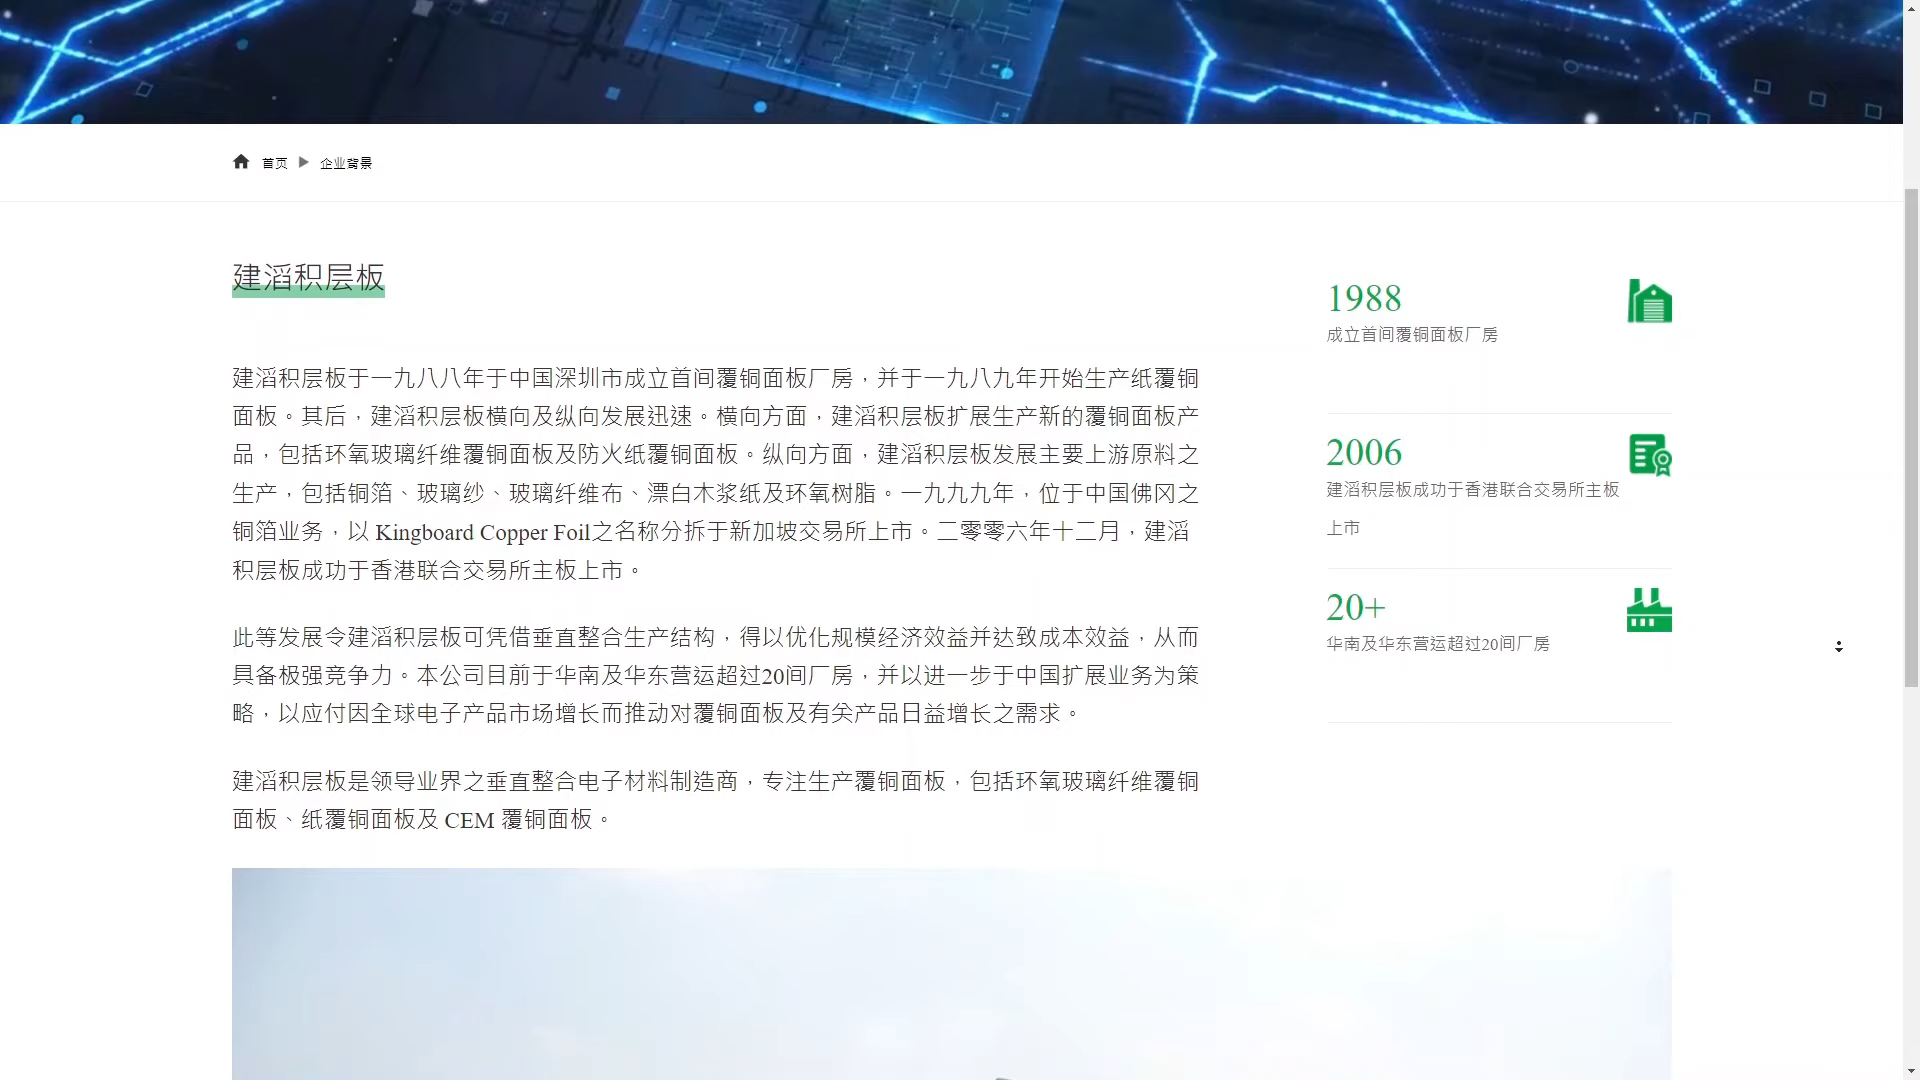 首页 ▶ 企业背景
建滔积层板
建滔积层板于一九八八年于中国深圳市成立首间覆铜面板厂房，并于一九八九年开始生产纸覆铜
面板。其后，建滔积层板横向及纵向发展迅速。横向方面，建滔积层板扩展生产新的覆铜面板产
品，包括环氧玻璃纤维覆铜面板及防火纸覆铜面板。纵向方面，建滔积层板发展主要上游原料之
生产，包括铜箔、玻璃纱、玻璃纤维布、漂白木浆纸及环氧树脂。一九九九年，位于中国佛冈之
铜箔业务，以 Kingboard Copper Foil之名称分拆于新加坡交易所上市。二零零六年十二月，建滔
积层板成功于香港联合交易所主板上市。
此等发展令建滔积层板可凭借垂直整合生产结构，得以优化规模经济效益并达致成本效益，从而
具备极强竞争力。本公司目前于华南及华东营运超过20间厂房，并以进一步于中国扩展业务为策
略，以应付因全球电子产品市场增长而推动对覆铜面板及有关产品日益增长之需求。
建滔积层板是领导业界之垂直整合电子材料制造商，专注生产覆铜面板，包括环氧玻璃纤维覆铜
面板、纸覆铜面板及 CEM 覆铜面板。
1988
成立首间覆铜面板厂房
2006
建滔积层板成功于香港联合交易所主板
上市
20+
华南及华东营运超过20间厂房